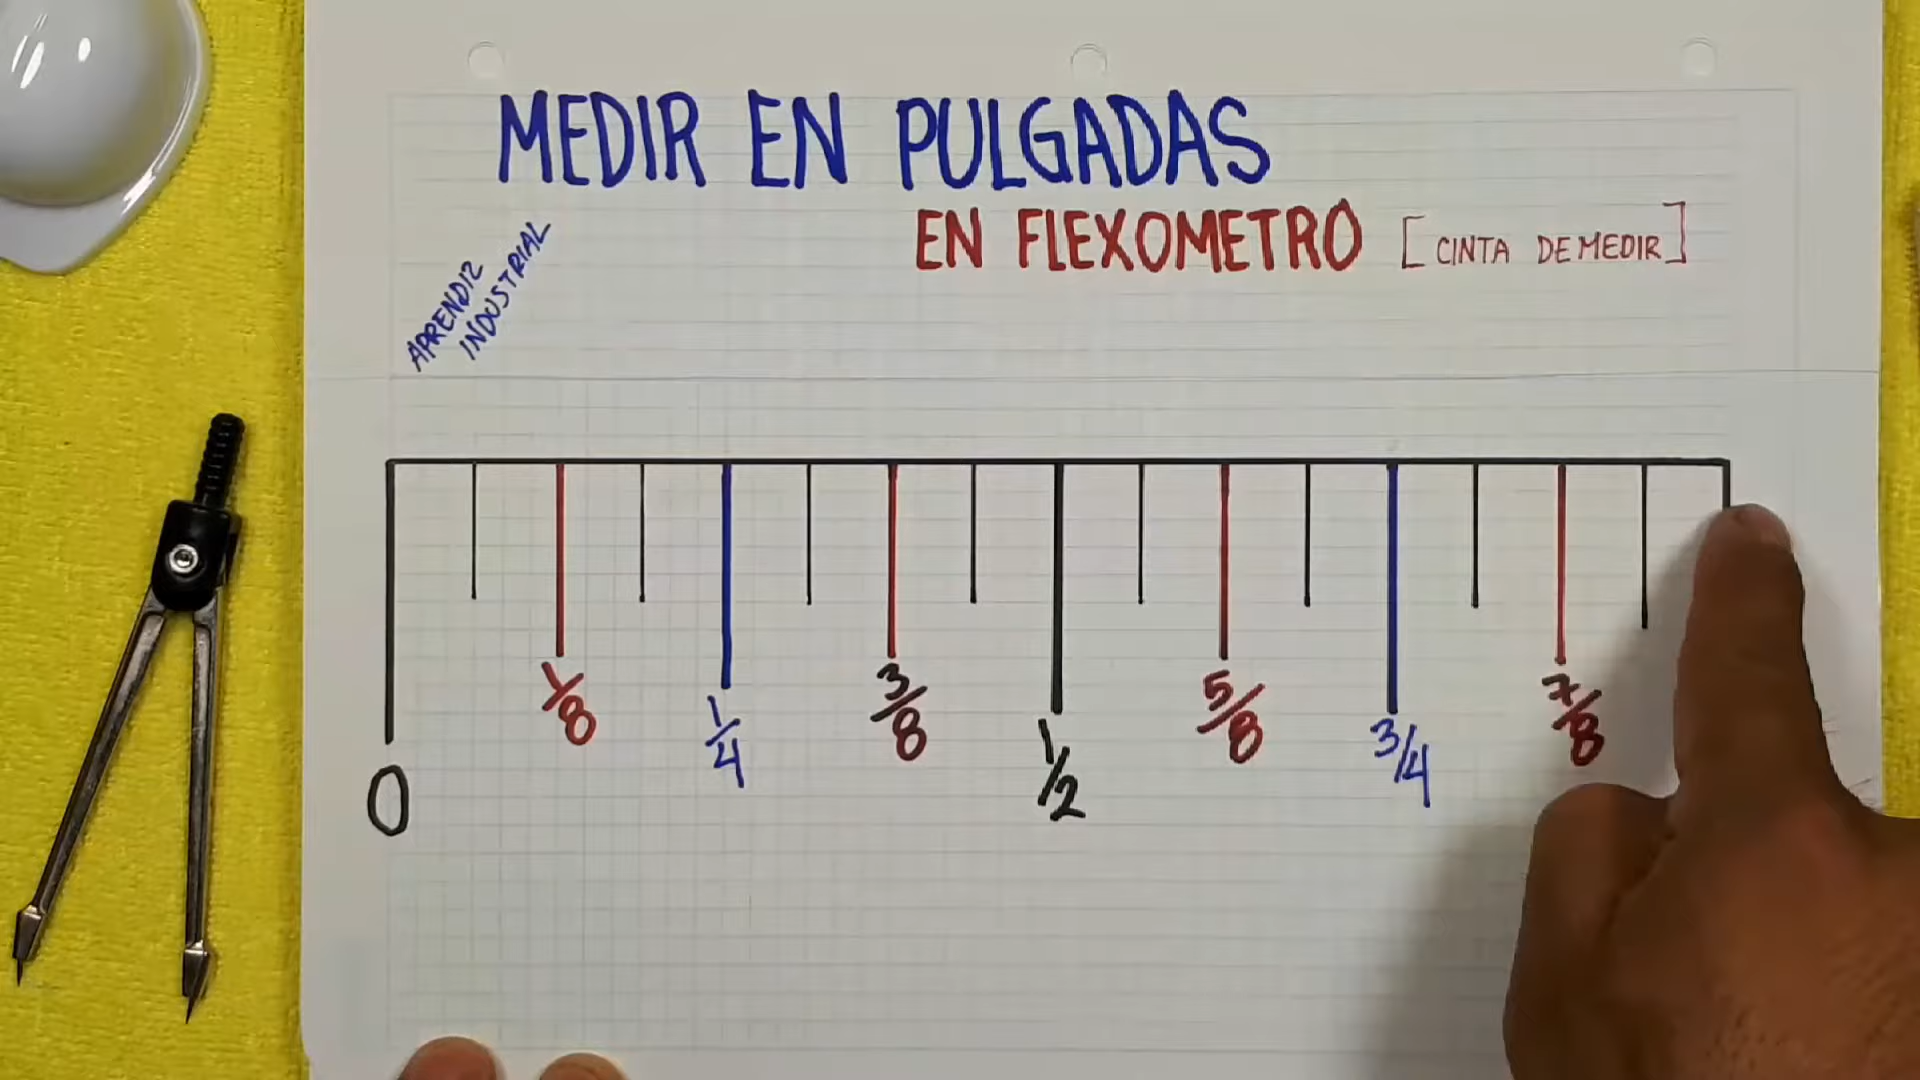 MEDIR EN PULGADAS
EN FLEXOMETRO [CINTA DE MEDIR]
APRENDIZ
INDUSTRIAL
0
1/8
1/4
3/8
1/2
5/8
3/4
7/8